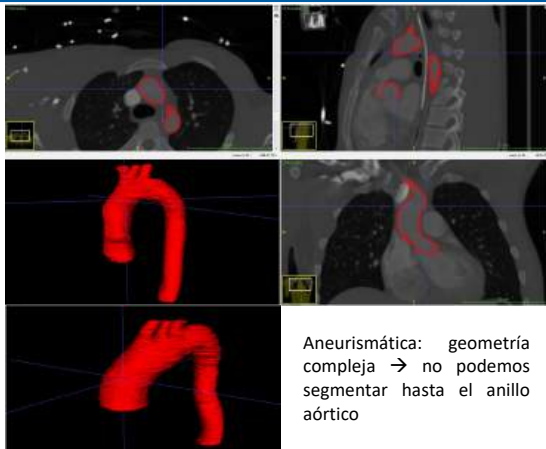 Aneurismática: geometría
compleja → no podemos
segmentar hasta el anillo
aórtico